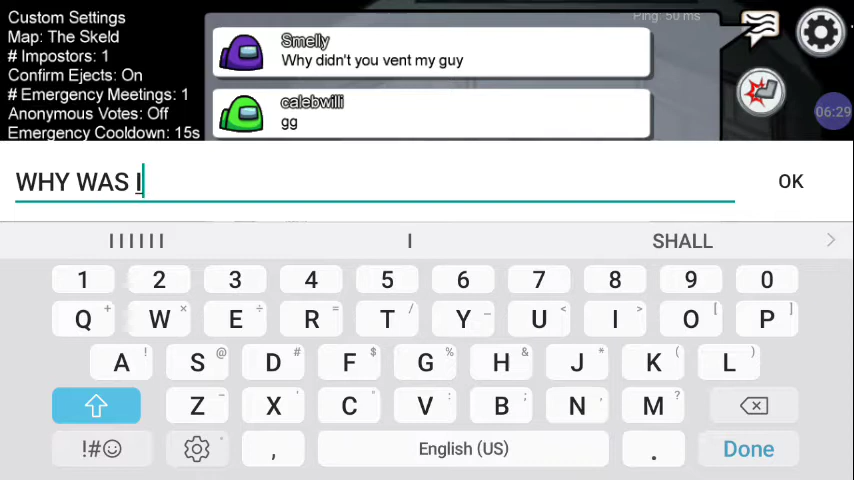 Custom Settings
Map: The Skeld
# Impostors: 1
Confirm Ejects: On
# Emergency Meetings: 1
Anonymous Votes: Off
Emergency Cooldown: 15s
Ping: 50 ms
Smelly
Why didn't you vent my guy
calebwilli
gg
06:29
WHY WAS I
OK
IIIIII
I
SHALL
1 2 3 4 5 6 7 8 9 0
Q + W × E ÷ R = T / Y _ U < I > O [ P ]
A ! S @ D # F $ G % H & J * K ( L )
Z - X ' C " V : B ; N , M ?
!#☺ , English (US) . Done